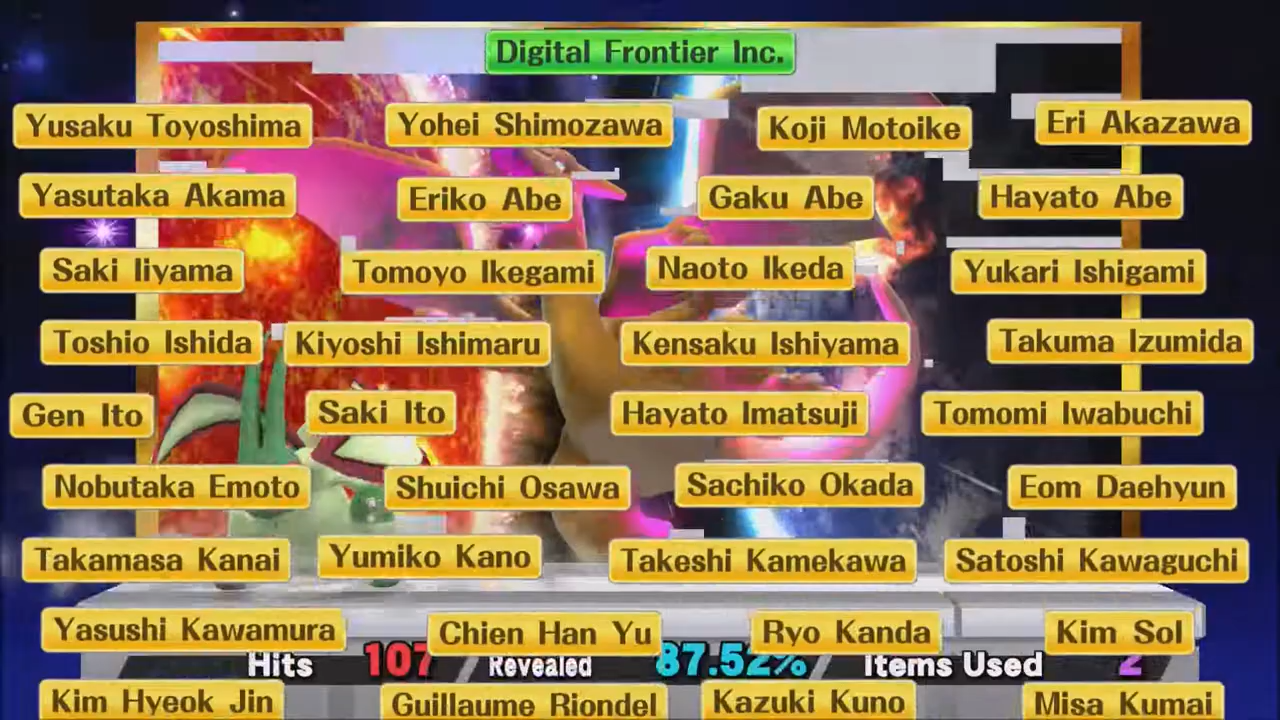 Digital Frontier Inc.
Yusaku Toyoshima Yohei Shimozawa Koji Motoike Eri Akazawa
Yasutaka Akama Eriko Abe Gaku Abe Hayato Abe
Saki Iiyama Tomoyo Ikegami Naoto Ikeda Yukari Ishigami
Toshio Ishida Kiyoshi Ishimaru Kensaku Ishiyama Takuma Izumida
Gen Ito Saki Ito Hayato Imatsuji Tomomi Iwabuchi
Nobutaka Emoto Shuichi Osawa Sachiko Okada Eom Daehyun
Takamasa Kanai Yumiko Kano Takeshi Kamekawa Satoshi Kawaguchi
Yasushi Kawamura Chien Han Yu Ryo Kanda Kim Sol
Hits 107 Revealed 87.52% Items Used 2
Kim Hyeok Jin Guillaume Riondel Kazuki Kuno Misa Kumai